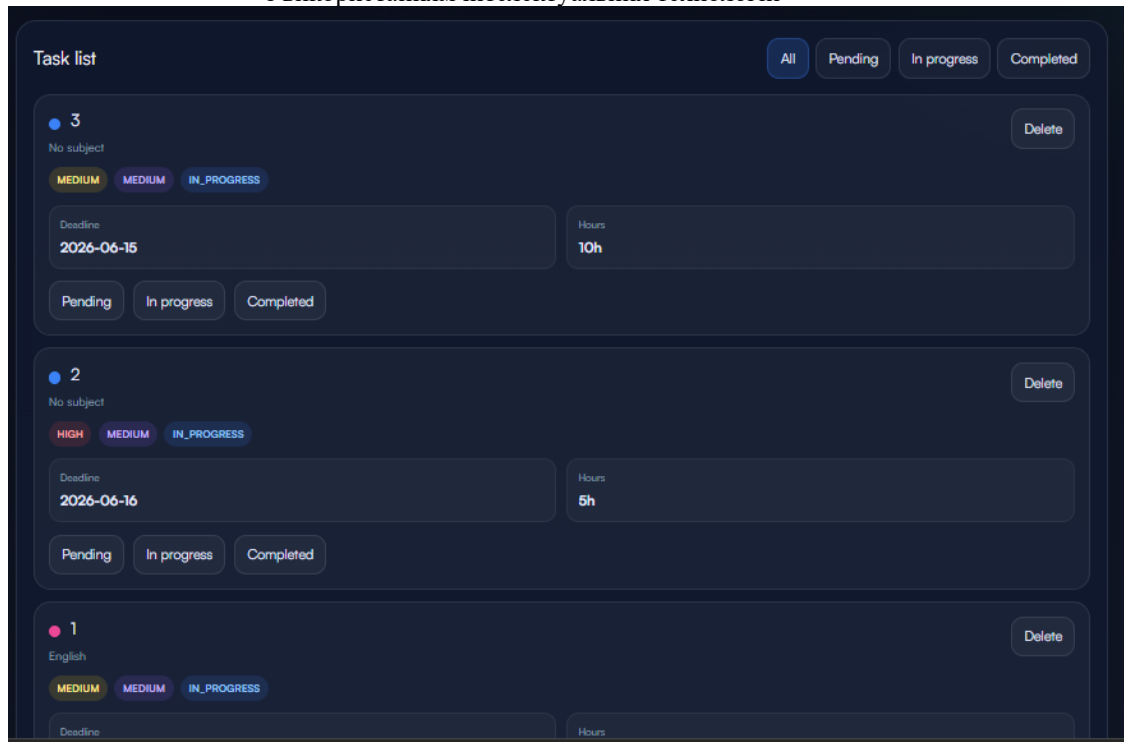 Task list
All Pending In progress Completed
3
Delete
No subject
MEDIUM MEDIUM IN_PROGRESS
Deadline Hours
2026-06-15 10h
Pending In progress Completed
2
Delete
No subject
HIGH MEDIUM IN_PROGRESS
Deadline Hours
2026-06-16 5h
Pending In progress Completed
1
Delete
English
MEDIUM MEDIUM IN_PROGRESS
Deadline Hours